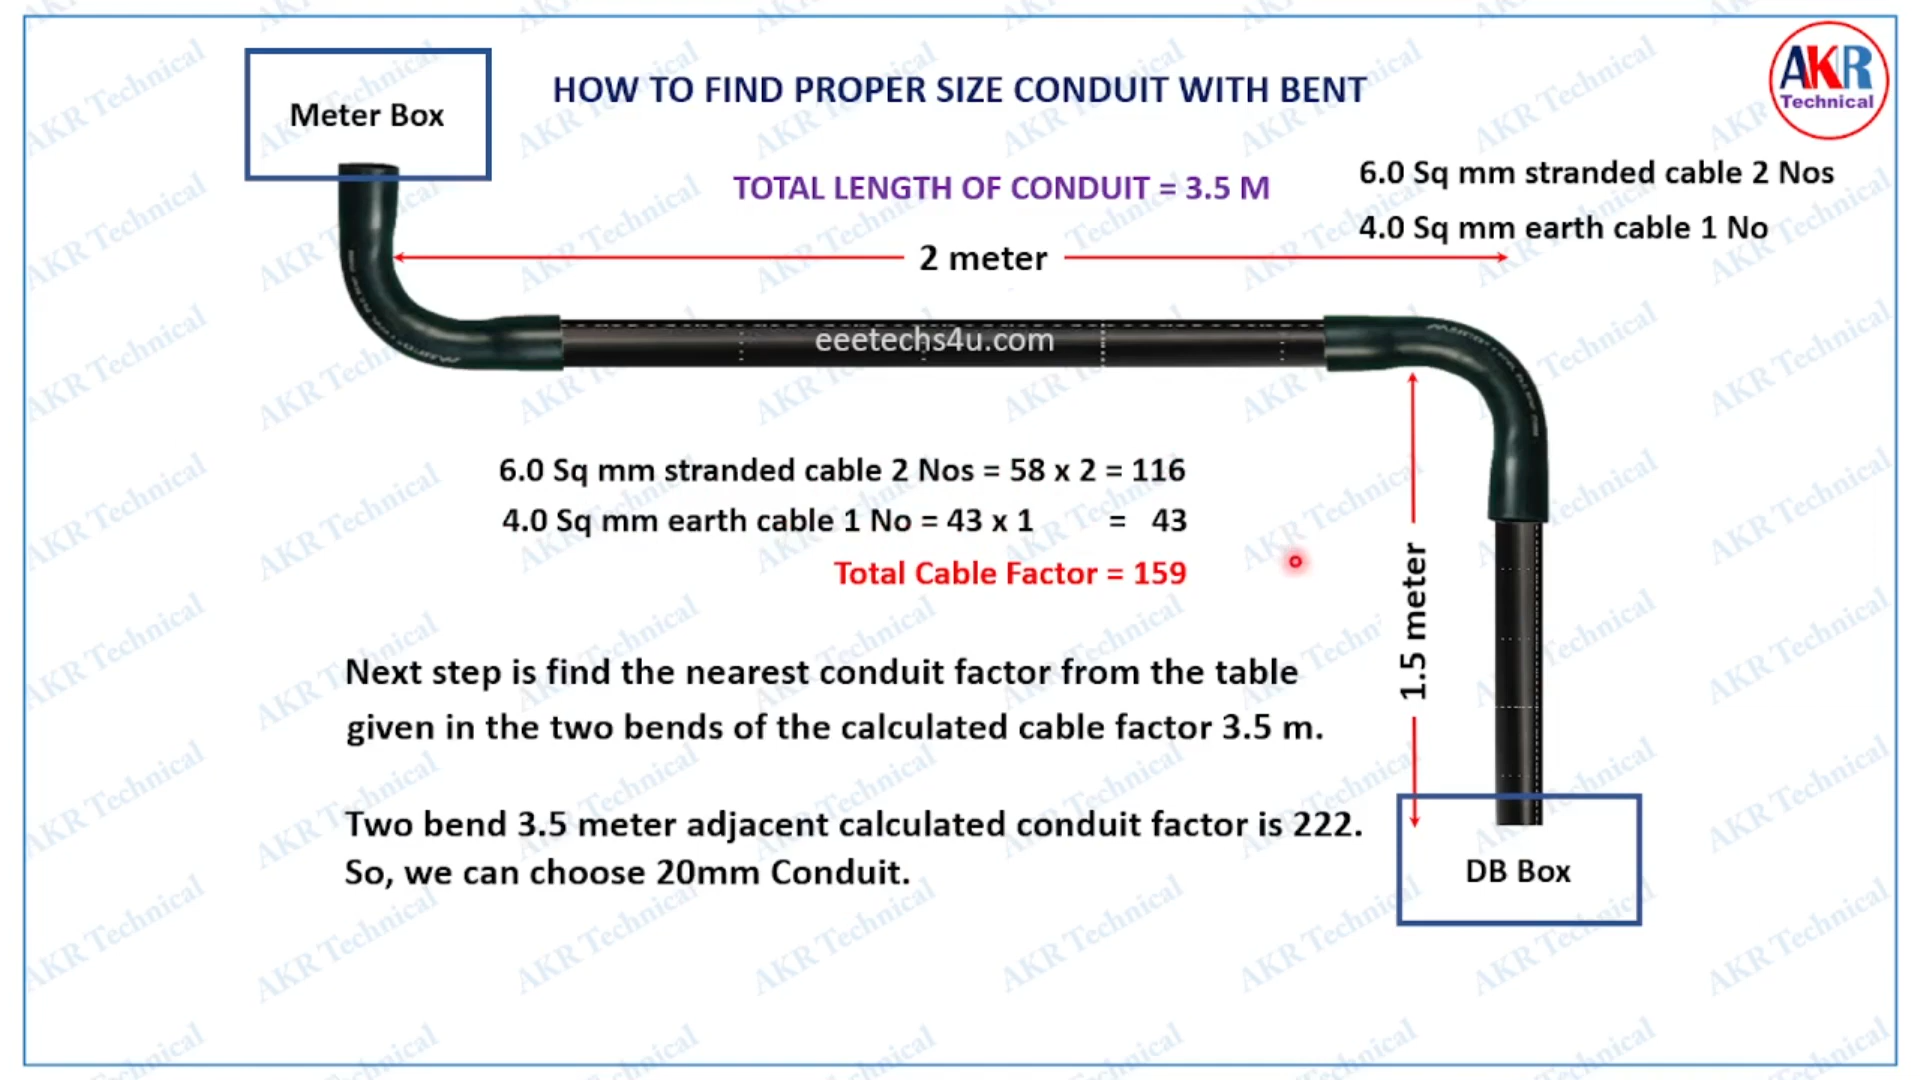 Meter Box
HOW TO FIND PROPER SIZE CONDUIT WITH BENT
AKR
Technical
TOTAL LENGTH OF CONDUIT = 3.5 M
6.0 Sq mm stranded cable 2 Nos
4.0 Sq mm earth cable 1 No
2 meter
eeetechs4u.com
6.0 Sq mm stranded cable 2 Nos = 58 x 2 = 116
4.0 Sq mm earth cable 1 No = 43 x 1 = 43
Total Cable Factor = 159
1.5 meter
Next step is find the nearest conduit factor from the table
given in the two bends of the calculated cable factor 3.5 m.
Two bend 3.5 meter adjacent calculated conduit factor is 222.
So, we can choose 20mm Conduit.
DB Box
AKR Technical